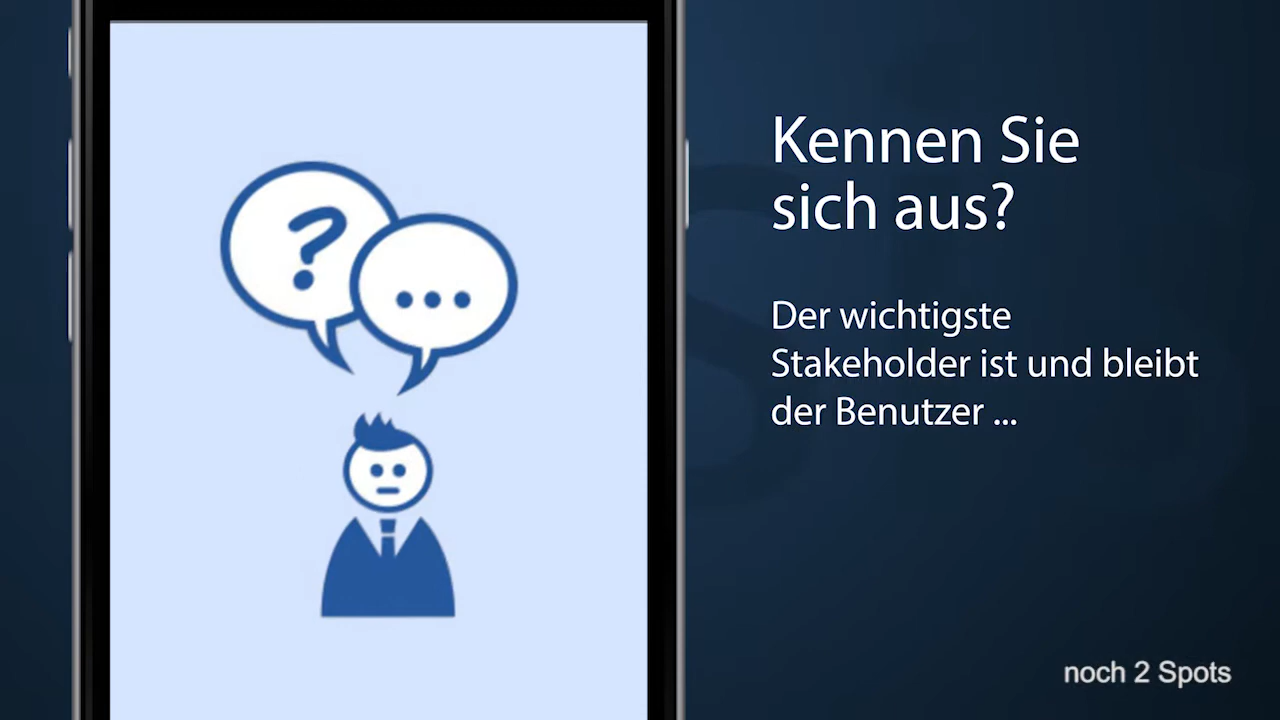 Kennen Sie
sich aus?
Der wichtigste
Stakeholder ist und bleibt
der Benutzer ...
noch 2 Spots